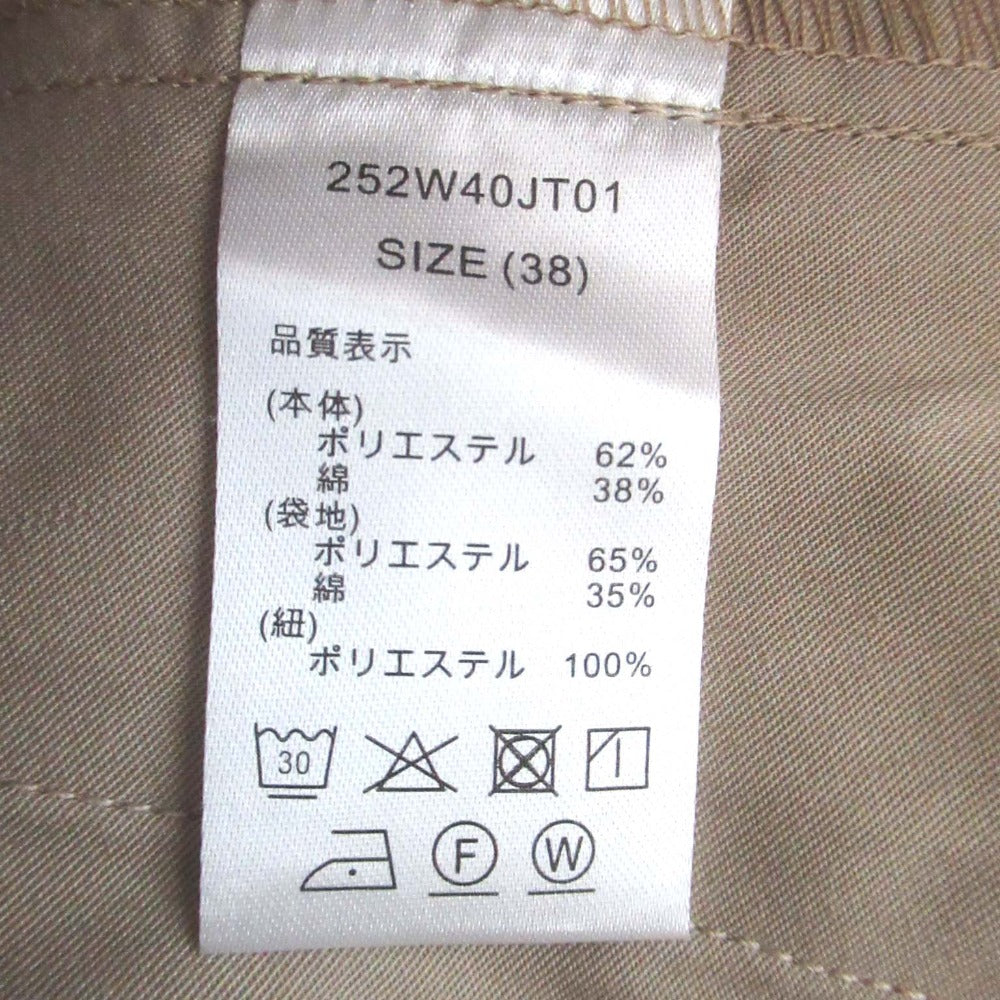 252W40JT01
SIZE (38)
品質表示
(本体)
ポリエステル 62%
綿 38%
(袋地)
ポリエステル 65%
綿 35%
(紐)
ポリエステル 100%
30
F W